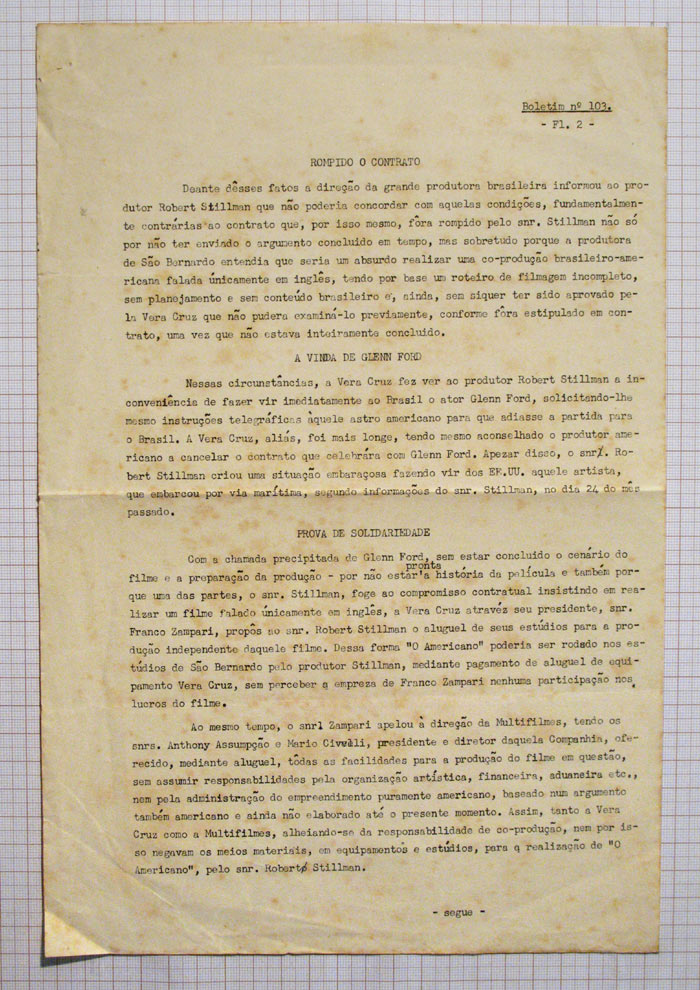 Boletim nº 103.
- Fl. 2 -
ROMPIDO O CONTRATO
Deante dêsses fatos a direção da grande produtora brasileira informou ao pro-
dutor Robert Stillman que não poderia concordar com aquelas condições, fundamentalmen-
te contrárias ao contrato que, por isso mesmo, fôra rompido pelo snr. Stillman não só
por não ter enviado o argumento concluido em tempo, mas sobretudo porque a produtora
de São Bernardo entendia que seria um absurdo realizar uma co-produção brasileiro-ame-
ricana falada únicamente em inglês, tendo por base um roteiro de filmagem incompleto,
sem planejamento e sem conteúdo brasileiro e, ainda, sem siquer ter sido aprovado pe-
la Vera Cruz que não pudera examiná-lo previamente, conforme fôra estipulado em con-
trato, uma vez que não estava inteiramente concluido.
A VINDA DE GLENN FORD
Nessas circunstâncias, a Vera Cruz fez ver ao produtor Robert Stillman a in-
conveniência de fazer vir imediatamente ao Brasil o ator Glenn Ford, solicitando-lhe
mesmo instruções telegráficas àquele astro americano para que adiasse a partida para
o Brasil. A Vera Cruz, aliás, foi mais longe, tendo mesmo aconselhado o produtor ame-
ricano a cancelar o contrato que celebrára com Glenn Ford. Apezar disco, o snr. Ro-
bert Stillman criou uma situação embaraçosa fazendo vir dos EE.UU. aquele artista,
que embarcou por via marítima, segundo informações do snr. Stillman, no dia 24 do mês
passado.
PROVA DE SOLIDARIEDADE
Com a chamada precipitada de Glenn Ford, sem estar concluido o cenário do
filme e a preparação da produção - por não estar pronta a história da película e também por-
que uma das partes, o snr. Stillman, foge ao compromisso contratual insistindo em rea-
lizar um filme falado únicamente em inglês, a Vera Cruz atravéz seu presidente, snr.
Franco Zampari, propôs ao snr. Robert Stillman o aluguel de seus estúdios para a pro-
dução independente daquele filme. Dessa forma "O Americano" poderia ser rodado nos es-
túdios de São Bernardo pelo produtor Stillman, mediante pagamento de aluguel de equi-
pamento Vera Cruz, sem perceber a empreza de Franco Zampari nenhuma participação nos
lucros do filme.
Ao mesmo tempo, o snrl Zampari apelou à direção da Multifilmes, tendo os
snrs. Anthony Assumpção e Mario Civelli, presidente e diretor daquela Companhia, ofe-
recido, mediante aluguel, tôdas as facilidades para a produção do filme em questão,
sem assumir responsabilidades pela organização artística, financeira, aduaneira etc.,
nem pela administração do empreendimento puramente americano, baseado num argumento
também americano e ainda não elaborado até o presente momento. Assim, tanto a Vera
Cruz como a Multifilmes, alheiando-se da responsabilidade de co-produção, nem por is-
so negavam os meios materiais, em equipamentos e estúdios, para q realização de "O
Americano", pelo snr. Robert Stillman.
- segue -